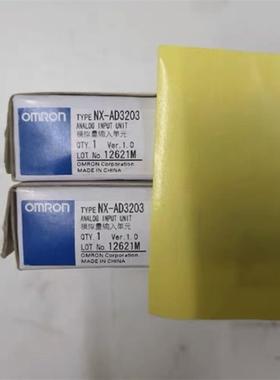 OMRON
TYPE NX-AD3203
ANALOG INPUT UNIT
模拟量输入单元
QTY. 1 Ver.1.0
LOT No. 12621M
OMRON Corporation
MADE IN CHINA
OMRON
TYPE NX-AD3203
ANALOG INPUT UNIT
模拟量输入单元
QTY. 1 Ver.1.0
LOT No. 12621M
OMRON Corporation
MADE IN CHINA